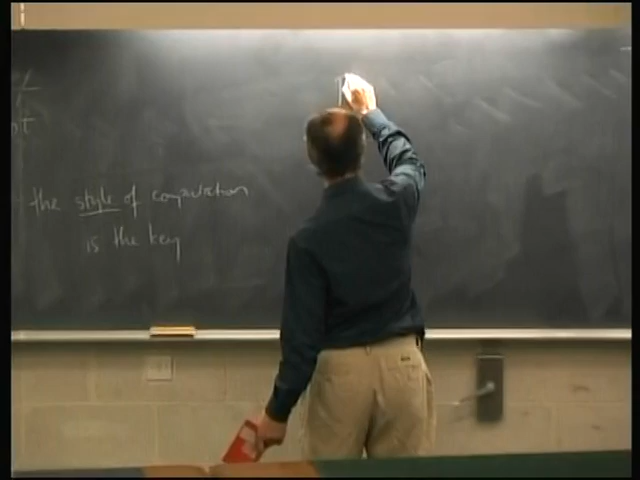 the style of computation
is the key